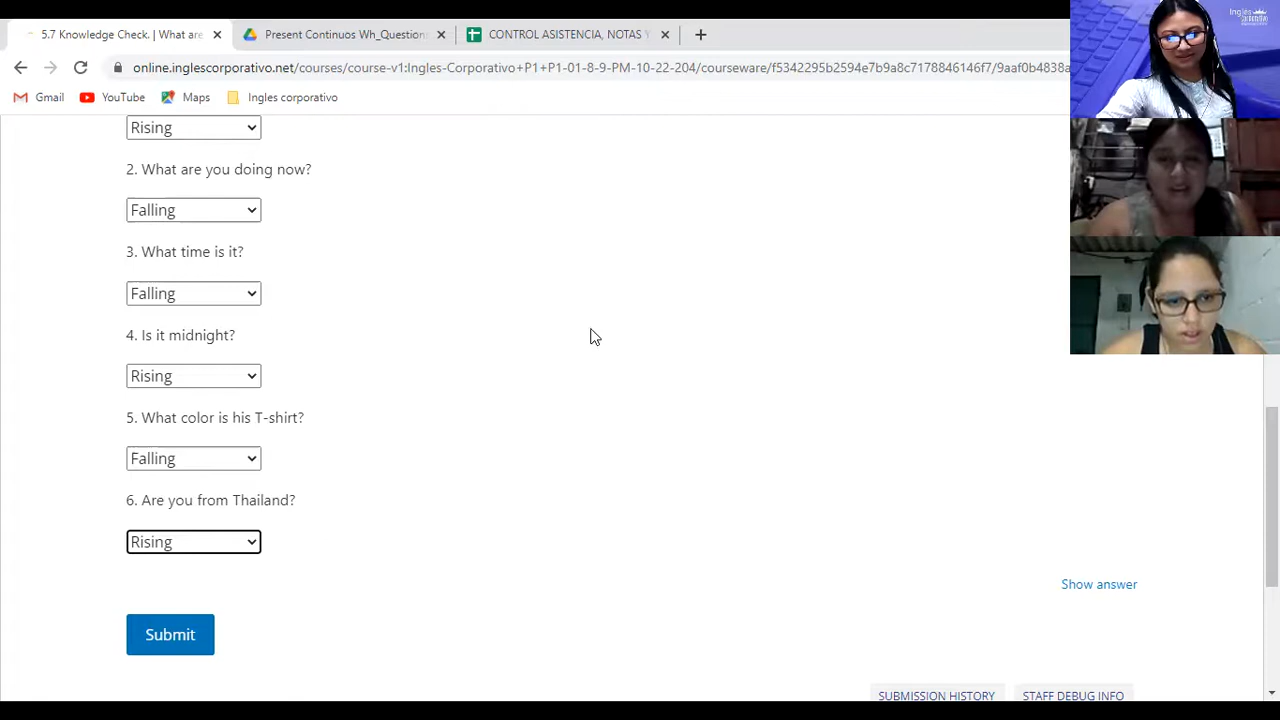 5.7 Knowledge Check. | What are
Present Continuos Wh_Question
CONTROL ASISTENCIA, NOTAS Y
online.inglescorporativo.net/courses/course-v1:Ingles-Corporativo+P1+P1-01-8-9-PM-10-22-204/courseware/f5342295b2594e7b9a8c7178846146f7/9aaf0b4838a
Gmail
YouTube
Maps
Ingles corporativo
Ingles
Rising
2. What are you doing now?
Falling
3. What time is it?
Falling
4. Is it midnight?
Rising
5. What color is his T-shirt?
Falling
6. Are you from Thailand?
Rising
Show answer
Submit
SUBMISSION HISTORY
STAFF DEBUG INFO